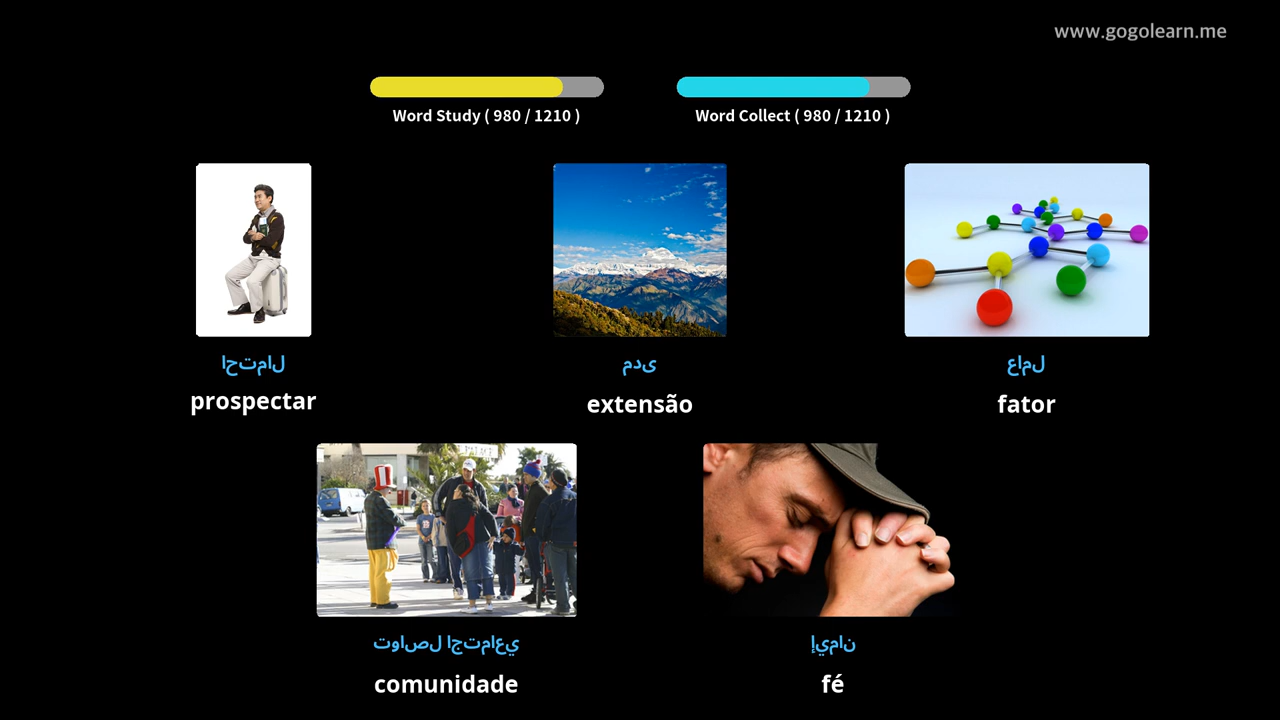 www.gogolearn.me
Word Study ( 980 / 1210 )
Word Collect ( 980 / 1210 )
احتمال
prospectar
مدى
extensão
عامل
fator
تواصل اجتماعي
comunidade
إيمان
fé